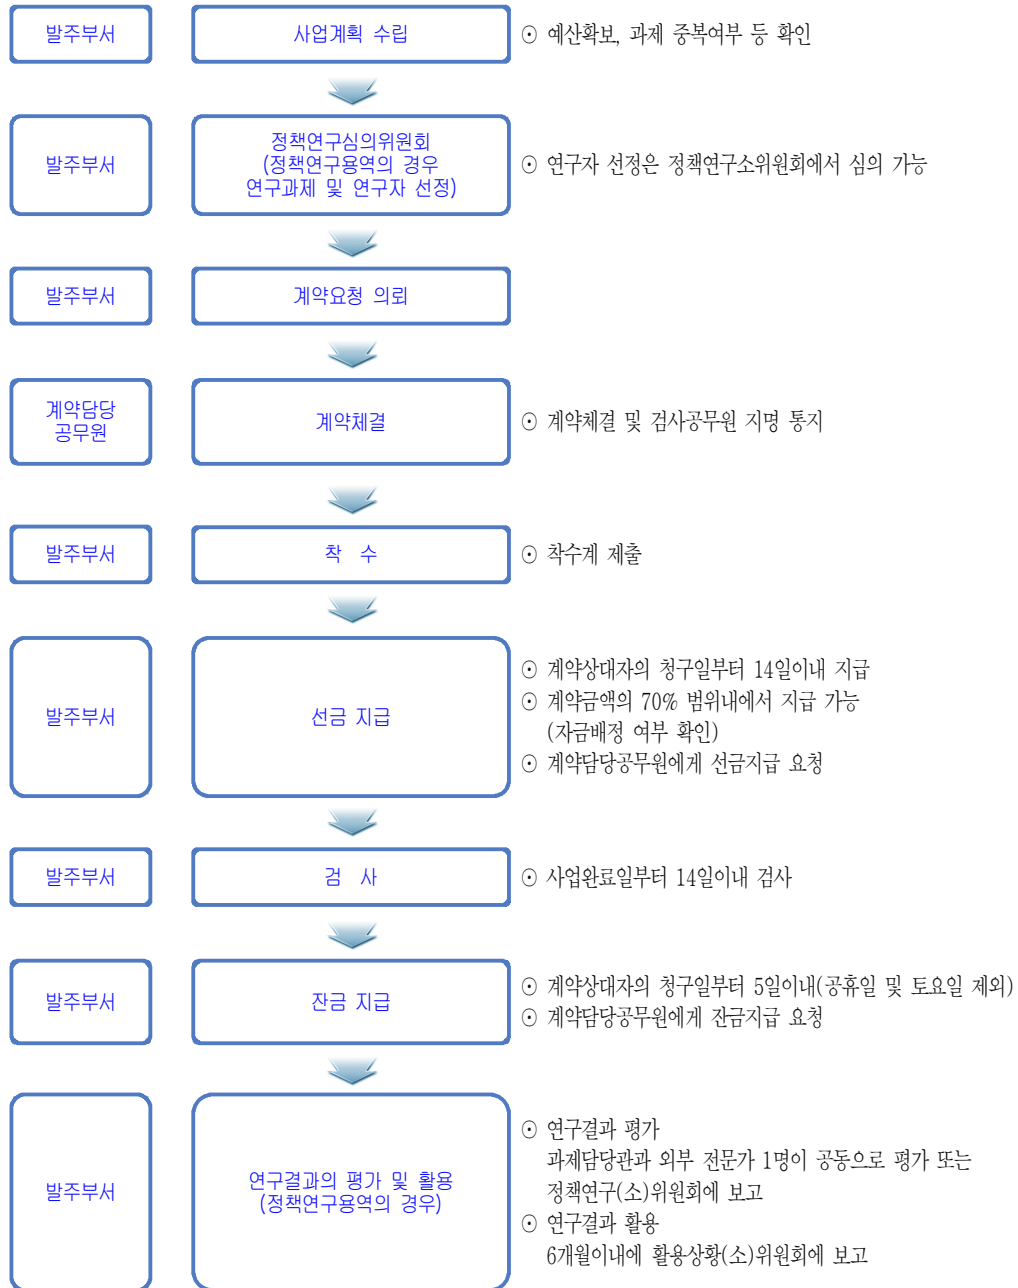 발주부서
사업계획 수립
⊙ 예산확보, 과제 중복여부 등 확인
발주부서
정책연구심의위원회
(정책연구용역의 경우
연구과제 및 연구자 선정)
⊙ 연구자 선정은 정책연구소위원회에서 심의 가능
발주부서
계약요청 의뢰
계약담당
공무원
계약체결
⊙ 계약체결 및 검사공무원 지명 통지
발주부서
착 수
⊙ 착수계 제출
발주부서
선금 지급
⊙ 계약상대자의 청구일부터 14일이내 지급
⊙ 계약금액의 70% 범위내에서 지급 가능
(자금배정 여부 확인)
⊙ 계약담당공무원에게 선금지급 요청
발주부서
검 사
⊙ 사업완료일부터 14일이내 검사
발주부서
잔금 지급
⊙ 계약상대자의 청구일부터 5일이내(공휴일 및 토요일 제외)
⊙ 계약담당공무원에게 잔금지급 요청
발주부서
연구결과의 평가 및 활용
(정책연구용역의 경우)
⊙ 연구결과 평가
과제담당관과 외부 전문가 1명이 공동으로 평가 또는
정책연구(소)위원회에 보고
⊙ 연구결과 활용
6개월이내에 활용상황(소)위원회에 보고